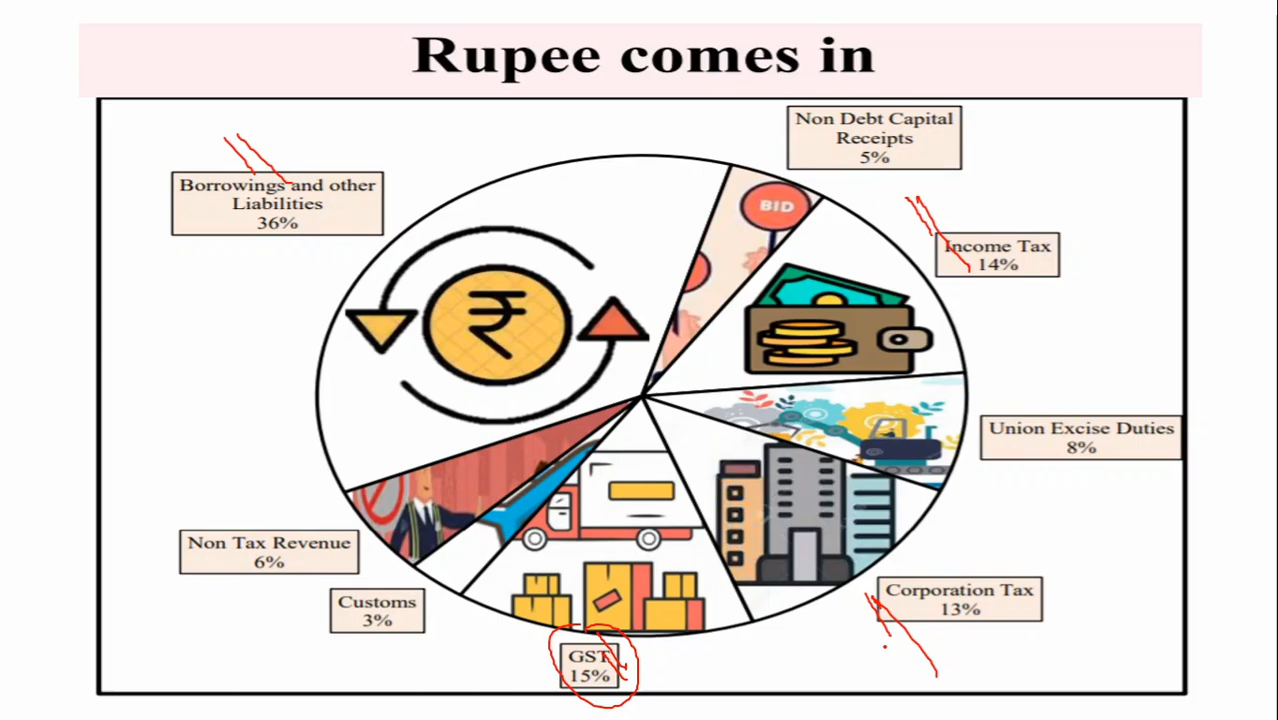 Rupee comes in
Non Debt Capital
Receipts
5%
Borrowings and other
Liabilities
36%
BID
Income Tax
14%
₹
Union Excise Duties
8%
Non Tax Revenue
6%
Corporation Tax
13%
Customs
3%
GST
15%